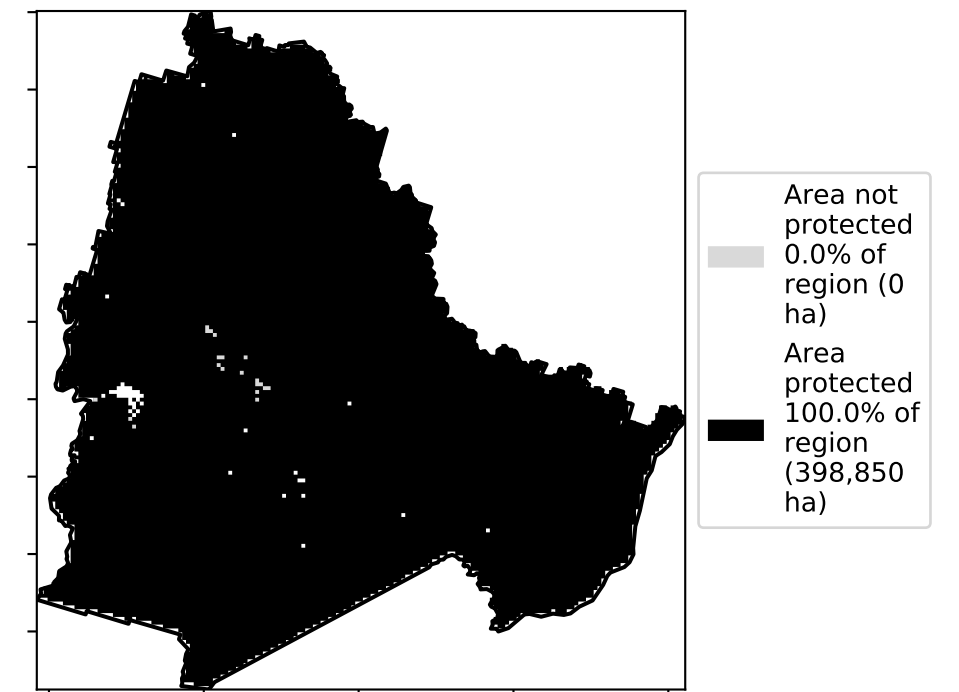 Area not
protected
0.0% of
region (0
ha)
Area
protected
100.0% of
region
(398,850
ha)